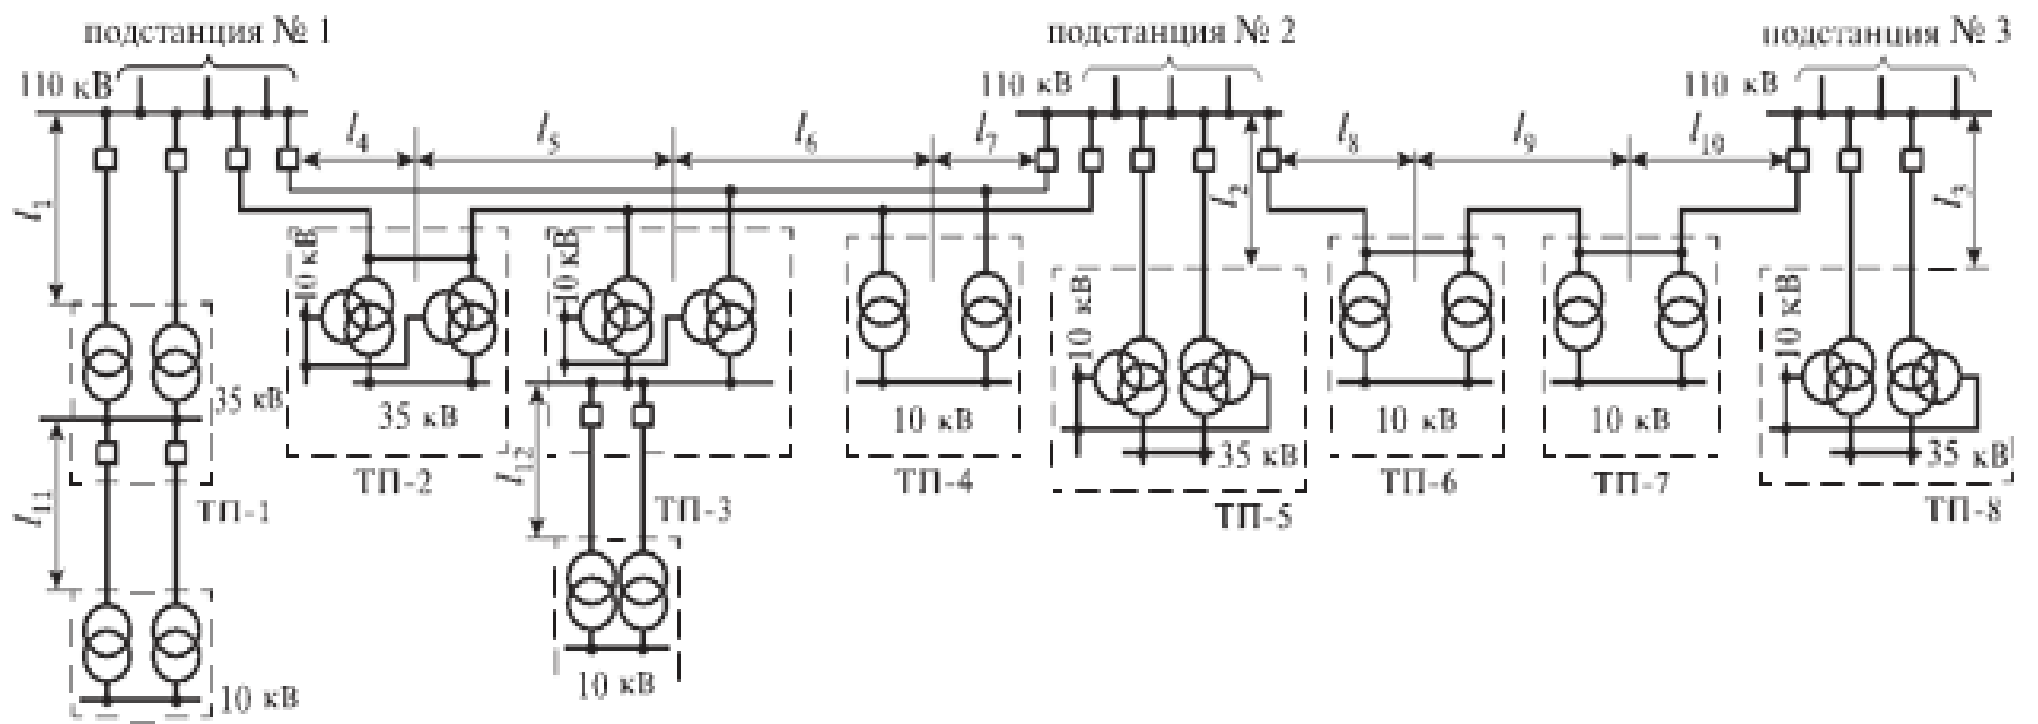 подстанция № 1
подстанция № 2
подстанция № 3
110 кВ
110 кВ
110 кВ
l4
l5
l6
l7
l8
l9
l10
l1
l2
l3
10 кВ
10 кВ
10 кВ
10 кВ
35 кВ
35 кВ
10 кВ
10 кВ
10 кВ
35 кВ
35 кВ
l11
l12
ТП-1
ТП-2
ТП-3
ТП-4
ТП-5
ТП-6
ТП-7
ТП-8
10 кВ
10 кВ